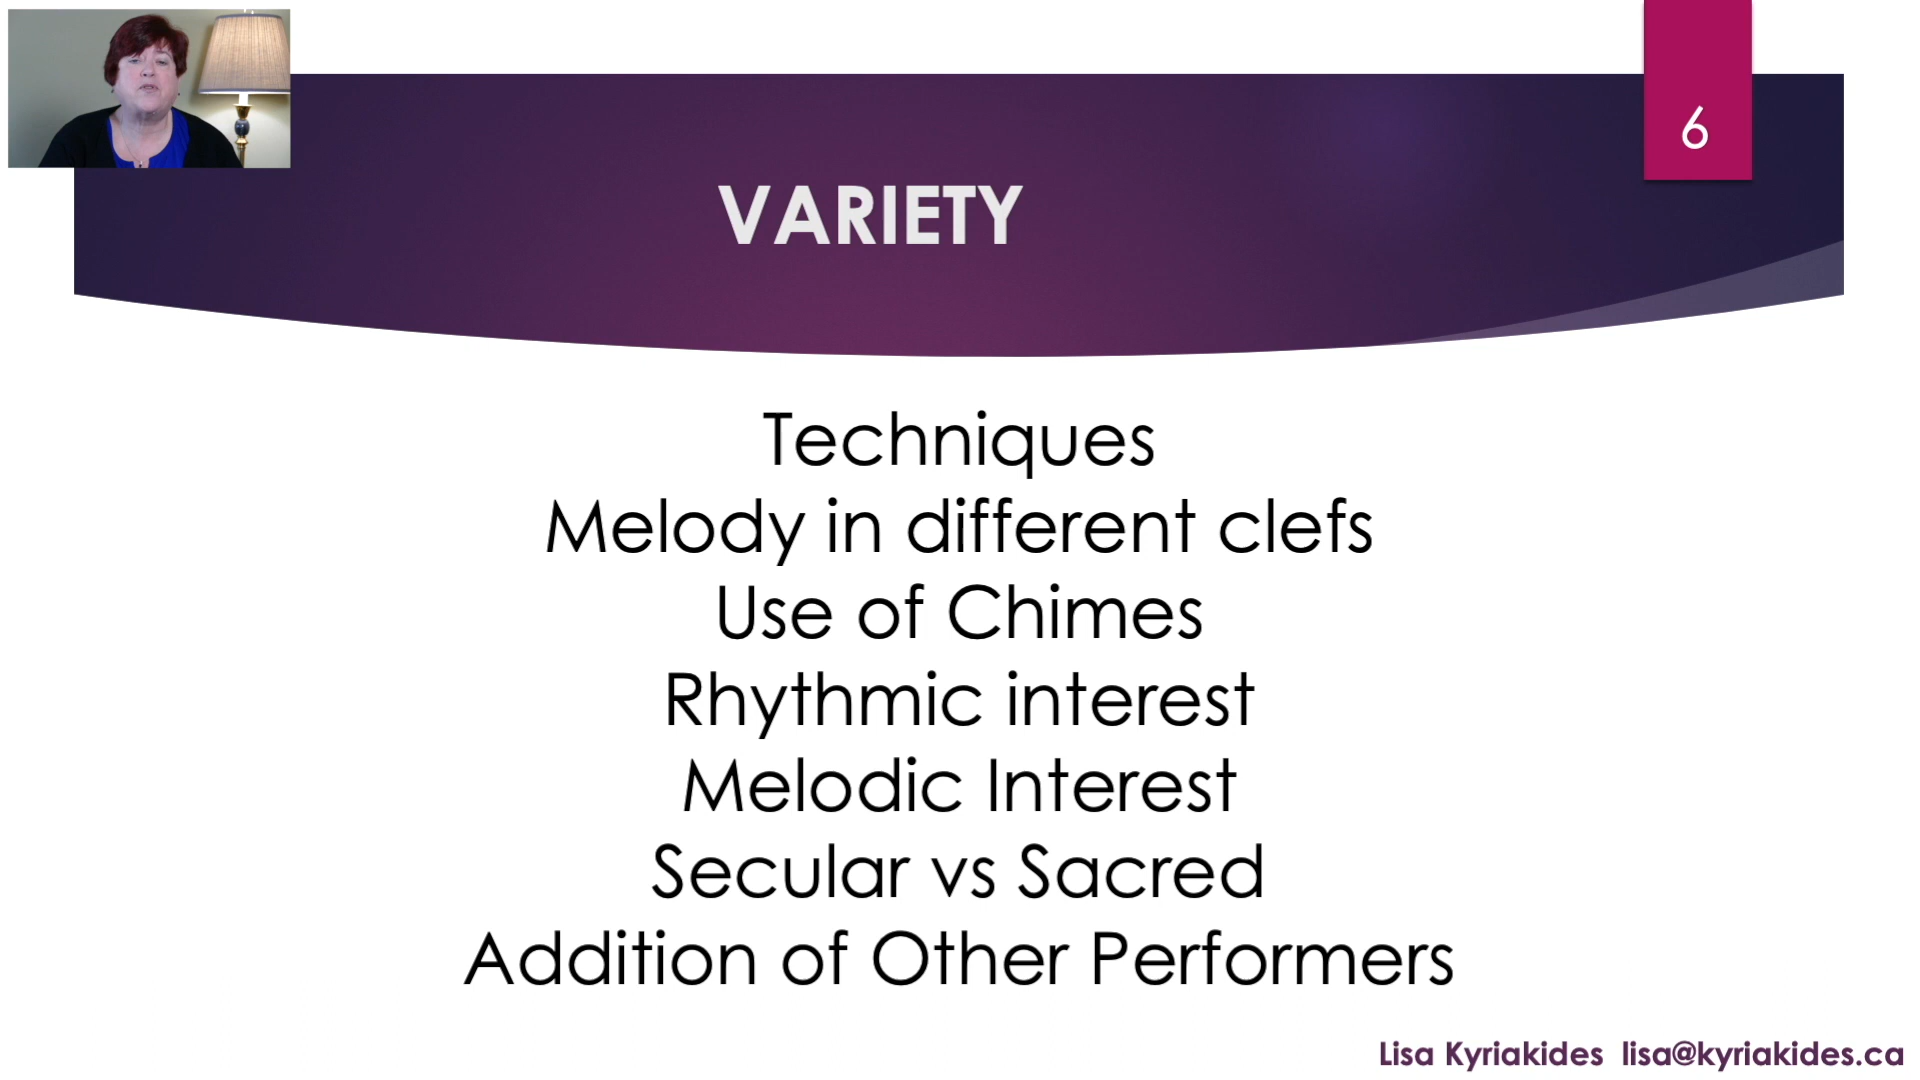 6
VARIETY
Techniques
Melody in different clefs
Use of Chimes
Rhythmic interest
Melodic Interest
Secular vs Sacred
Addition of Other Performers
Lisa Kyriakides lisa@kyriakides.ca